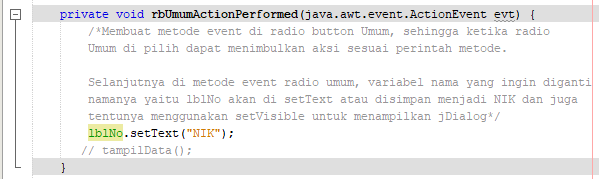 private void rbUmumActionPerformed(java.awt.event.ActionEvent evt) {
/*Membuat metode event di radio button Umum, sehingga ketika radio
Umum di pilih dapat menimbulkan aksi sesuai perintah metode.
Selanjutnya di metode event radio umum, variabel nama yang ingin diganti
namanya yaitu lblNo akan di setText atau disimpan menjadi NIK dan juga
tentunya menggunakan setVisible untuk menampilkan jDialog*/
lblNo.setText("NIK");
// tampilData();
}